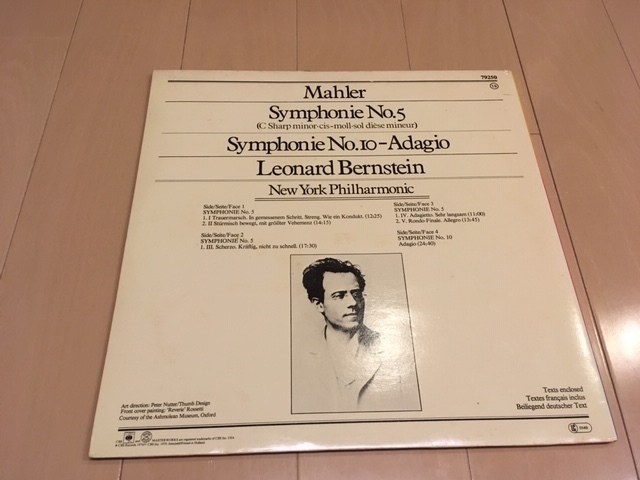 79250
Mahler
Symphonie No.5
(C Sharp minor·cis-moll·sol dièse mineur)
Symphonie No.10-Adagio
Leonard Bernstein
New York Philharmonic
Side/Seite/Face 1
SYMPHONIE No. 5
1. I Trauermarsch. In gemessenem Schritt. Streng. Wie ein Kondukt. (12:25)
2. II Stürmisch bewegt, mit größter Vehemenz (14:15)
Side/Seite/Face 2
SYMPHONIE No. 5
1. III. Scherzo. Kräftig, nicht zu schnell. (17:30)
Side/Seite/Face 3
SYMPHONIE No. 5
1. IV. Adagietto. Sehr langsam (11:00)
2. V. Rondo Finale. Allegro (13:45)
Side/Seite/Face 4
SYMPHONIE No. 10
Adagio (24:40)
Texts enclosed
Textes français inclus
Beiliegend deutscher Text
Art direction: Peter Nutter/Thumb Design
Front cover painting: 'Reverie' Rossetti
Courtesy of the Ashmolean Museum, Oxford